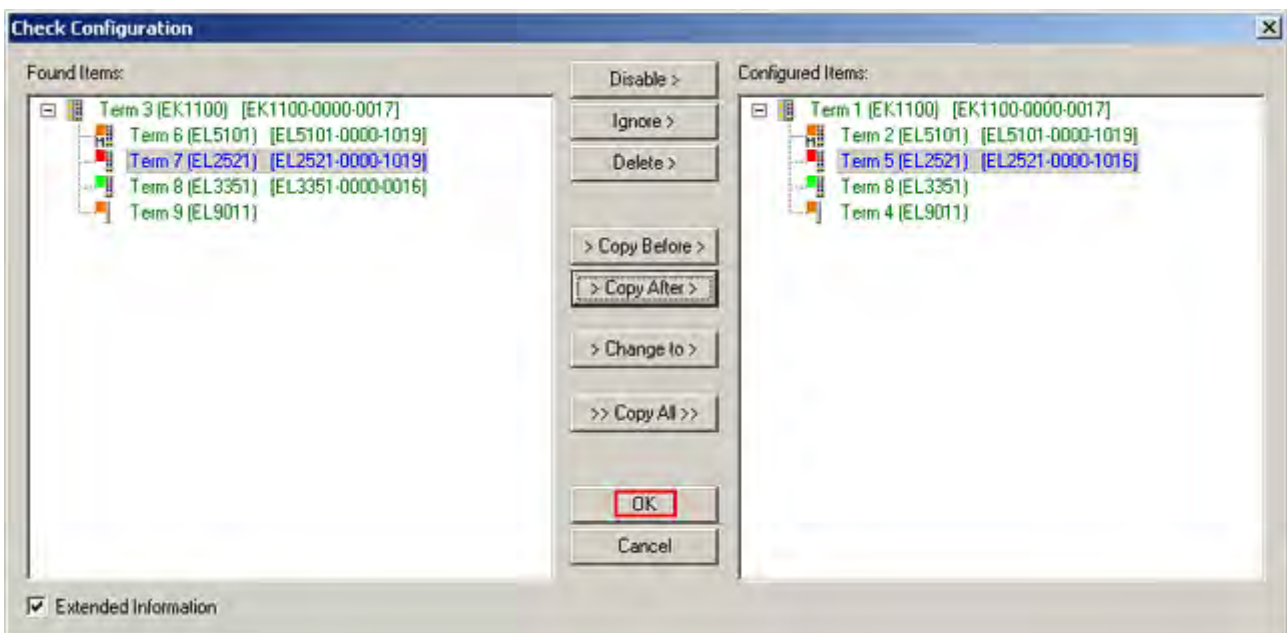 Check Configuration
Found Items:
Term 3 (EK1100) [EK1100-0000-0017]
Term 6 (EL5101) [EL5101-0000-1019]
Term 7 (EL2521) [EL2521-0000-1019]
Term 8 (EL3351) [EL3351-0000-0016]
Term 9 (EL9011)
Disable >
Ignore >
Delete >
> Copy Before >
> Copy After >
> Change to >
>> Copy All >>
OK
Cancel
Configured Items:
Term 1 (EK1100) [EK1100-0000-0017]
Term 2 (EL5101) [EL5101-0000-1019]
Term 5 (EL2521) [EL2521-0000-1016]
Term 8 (EL3351)
Term 4 (EL9011)
Extended Information